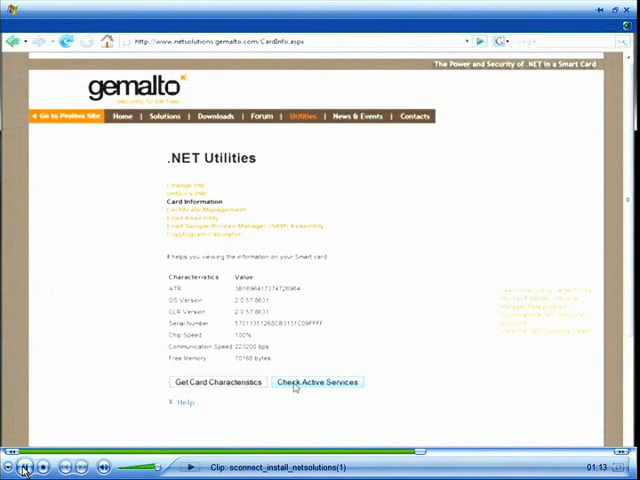 http://www.netsolutions.gemalto.com/CardInfo.aspx
The Power and Security of .NET in a Smart Card
gemalto
security to be free
Go to Protiva Site Home | Solutions | Downloads | Forum | Utilities | News & Events | Contacts
.NET Utilities
Change PIN
Unblock PIN
Card Information
Certificate Management
Load Assembly
Load Sample Access Manager (SAM) Assembly
Cryptogram Calculator
It helps you viewing the information on your Smart card
Characteristics Value
ATR 3B1696417374726964
OS Version 2.0.57.8631
CLR Version 2.0.57.8631
Serial Number
Chip Speed 100%
Communication Speed 223200 bps
Free Memory 70168 bytes
Get Card Characteristics Check Active Services
Help
Clip: sconnect_install_netsolutions(1) 01:13